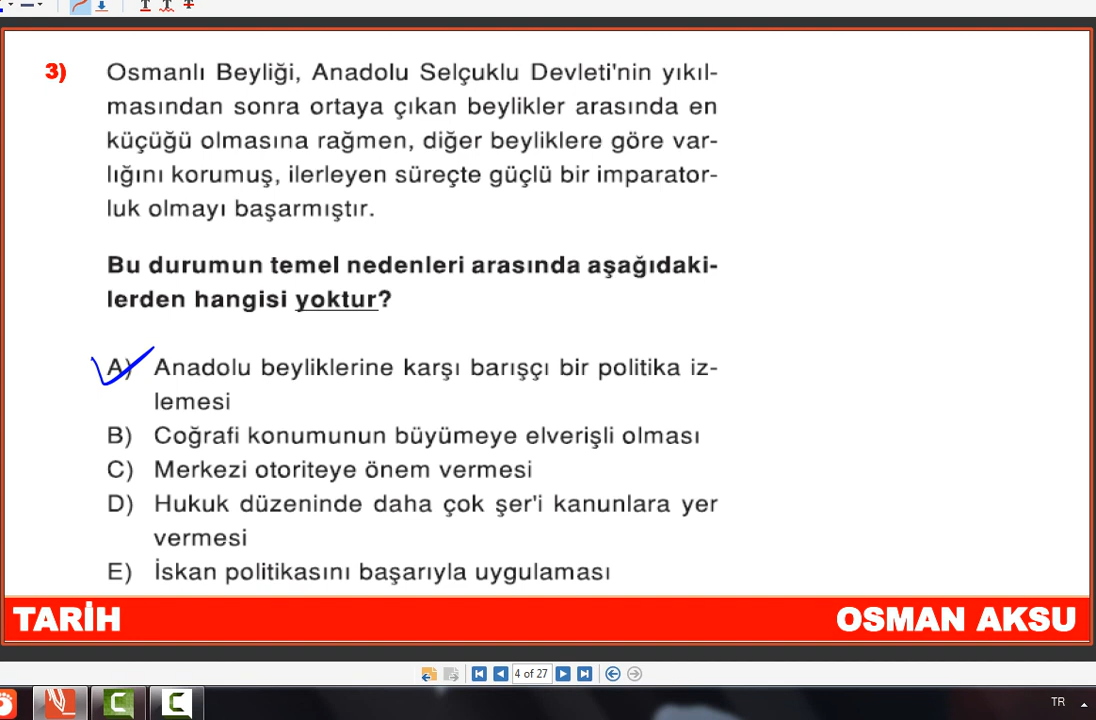 3) Osmanlı Beyliği, Anadolu Selçuklu Devleti'nin yıkıl-
masından sonra ortaya çıkan beylikler arasında en
küçüğü olmasına rağmen, diğer beyliklere göre var-
lığını korumuş, ilerleyen süreçte güçlü bir imparator-
luk olmayı başarmıştır.
Bu durumun temel nedenleri arasında aşağıdaki-
lerden hangisi yoktur?
A) Anadolu beyliklerine karşı barışçı bir politika iz-
lemesi
B) Coğrafi konumunun büyümeye elverişli olması
C) Merkezi otoriteye önem vermesi
D) Hukuk düzeninde daha çok şer'i kanunlara yer
vermesi
E) İskan politikasını başarıyla uygulaması
TARİH
OSMAN AKSU
4 of 27
TR